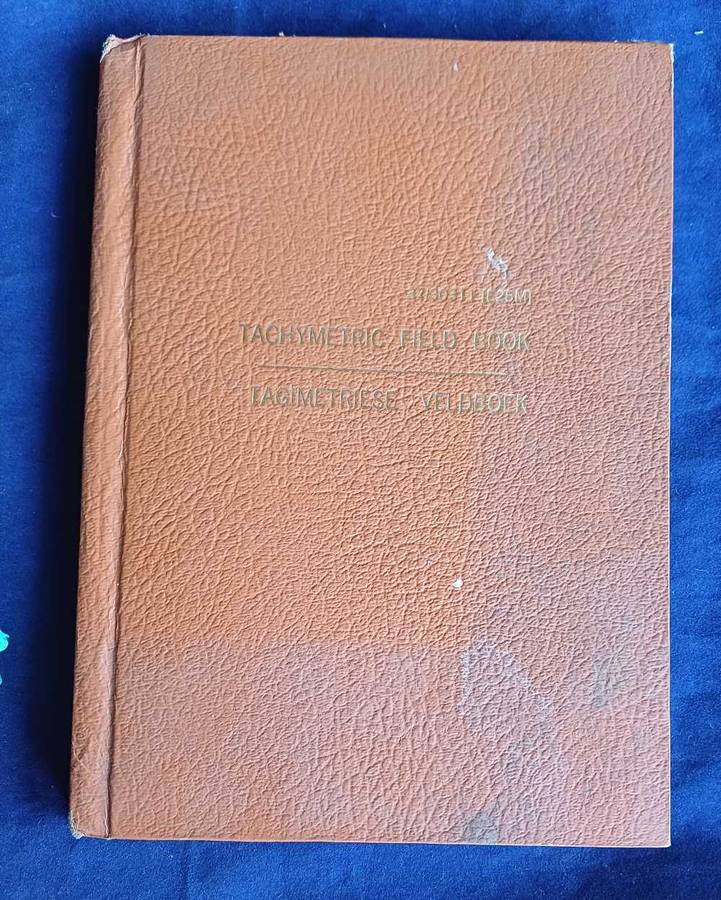 TACHYMETRIC FIELD BOOK
TAGIMETRIESE VELDBOEK